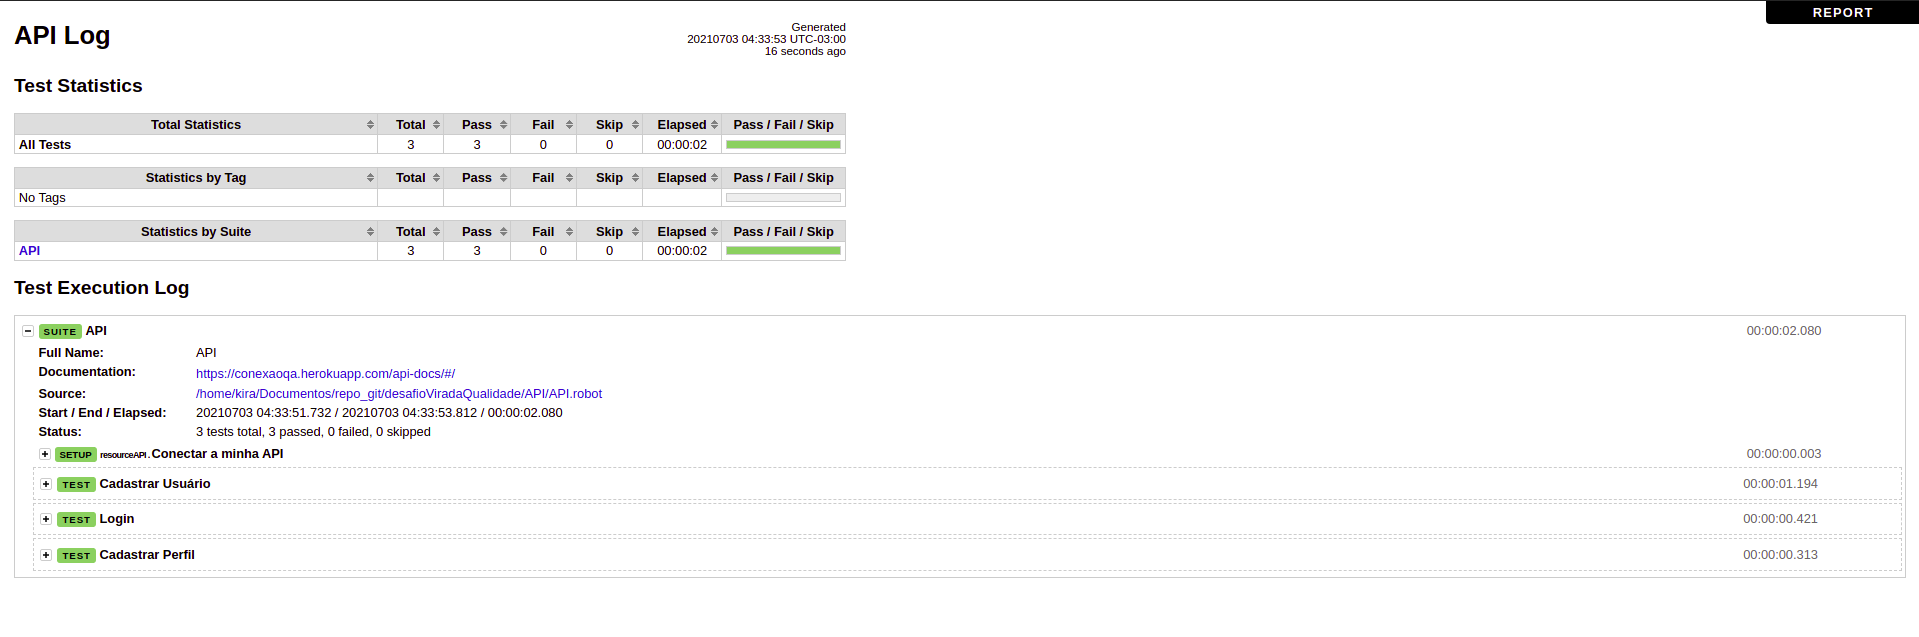 REPORT
API Log
Generated
20210703 04:33:53 UTC-03:00
16 seconds ago
Test Statistics
Total Statistics Total Pass Fail Skip Elapsed Pass / Fail / Skip
All Tests 3 3 0 0 00:00:02
Statistics by Tag Total Pass Fail Skip Elapsed Pass / Fail / Skip
No Tags
Statistics by Suite Total Pass Fail Skip Elapsed Pass / Fail / Skip
API 3 3 0 0 00:00:02
Test Execution Log
SUITE API 00:00:02.080
Full Name: API
Documentation: https://conexaoqa.herokuapp.com/api-docs/#/
Source: /home/kira/Documentos/repo_git/desafioViradaQualidade/API/API.robot
Start / End / Elapsed: 20210703 04:33:51.732 / 20210703 04:33:53.812 / 00:00:02.080
Status: 3 tests total, 3 passed, 0 failed, 0 skipped
SETUP resourceAPI.Conectar a minha API 00:00:00.003
TEST Cadastrar Usuário 00:00:01.194
TEST Login 00:00:00.421
TEST Cadastrar Perfil 00:00:00.313